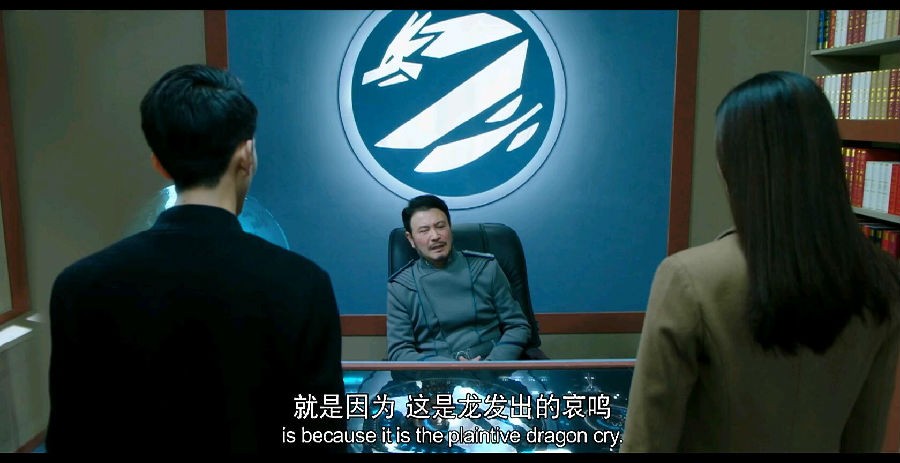 就是因为 这是龙发出的哀鸣
is because it is the plaintive dragon cry.